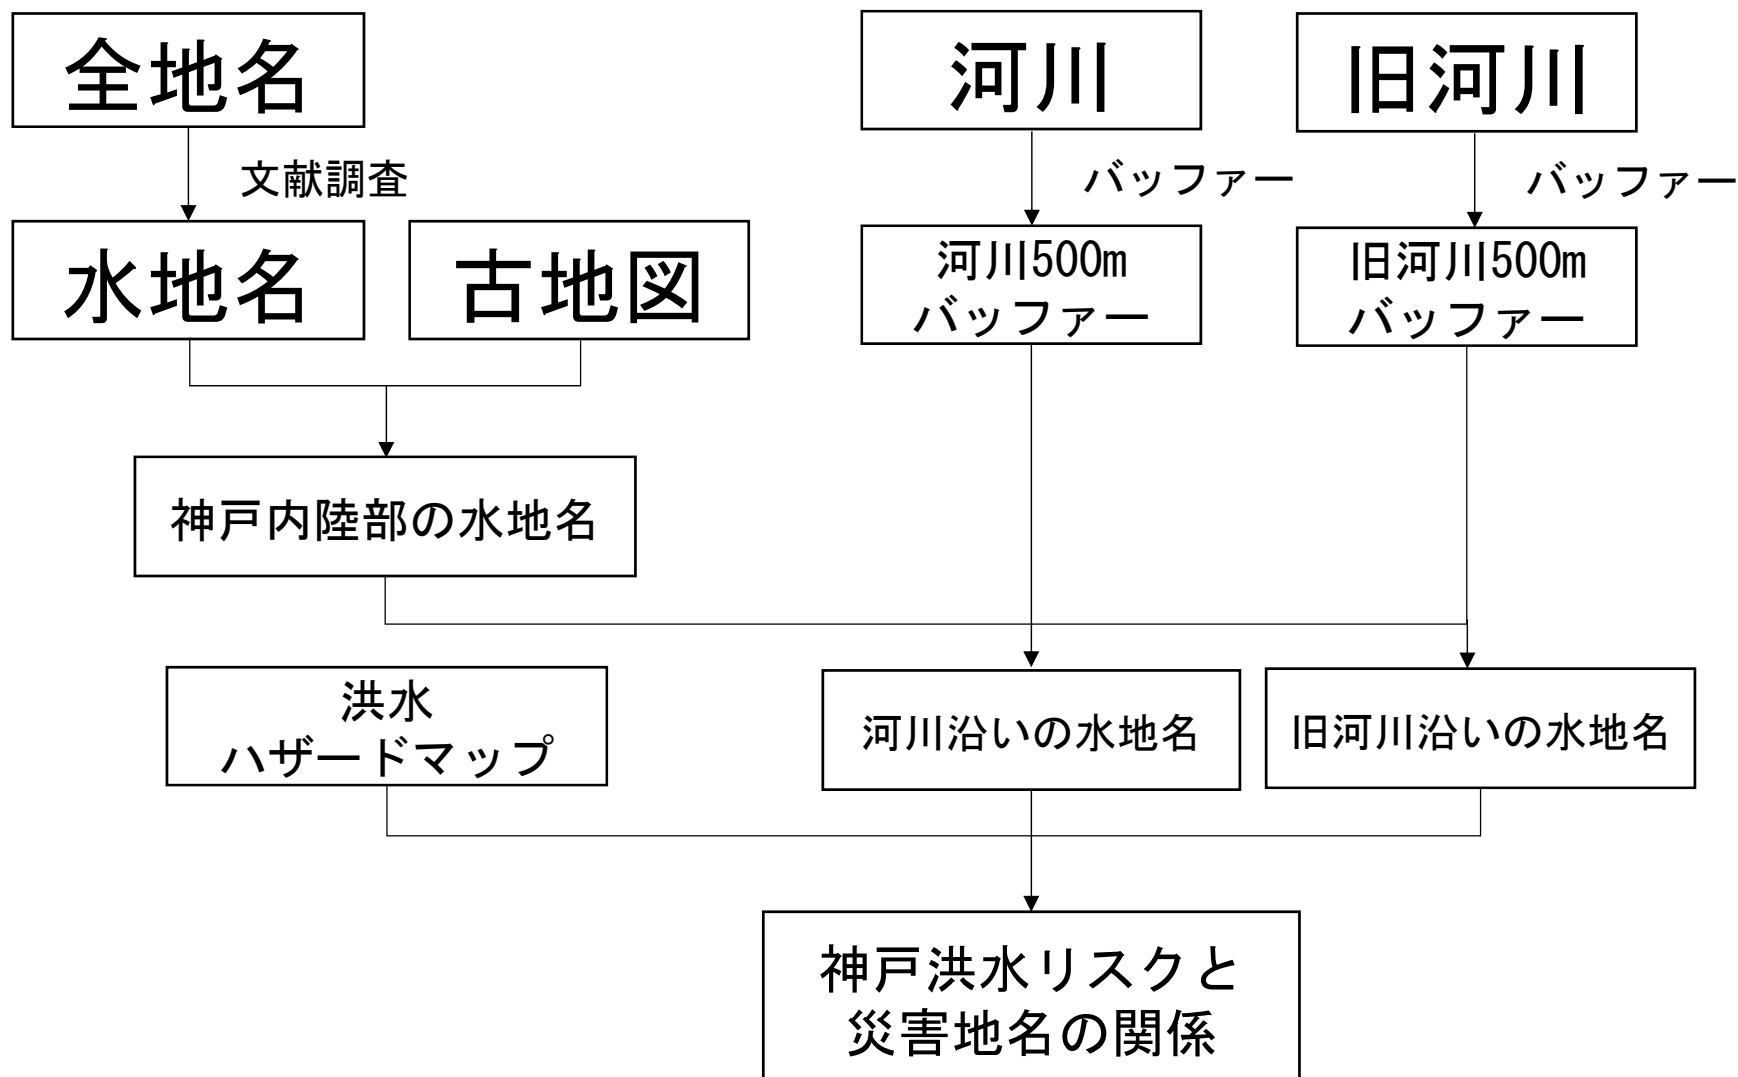 全地名
河川
旧河川
文献調査
バッファー
バッファー
水地名
古地図
河川500m
バッファー
旧河川500m
バッファー
神戸内陸部の水地名
洪水
ハザードマップ
河川沿いの水地名
旧河川沿いの水地名
神戸洪水リスクと
災害地名の関係